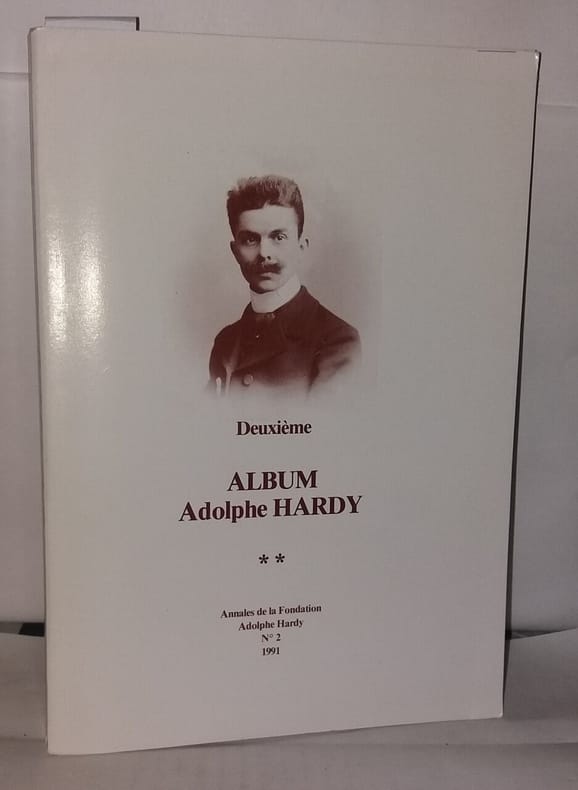 Deuxième
ALBUM
Adolphe HARDY
**
Annales de la Fondation
Adolphe Hardy
N° 2
1991